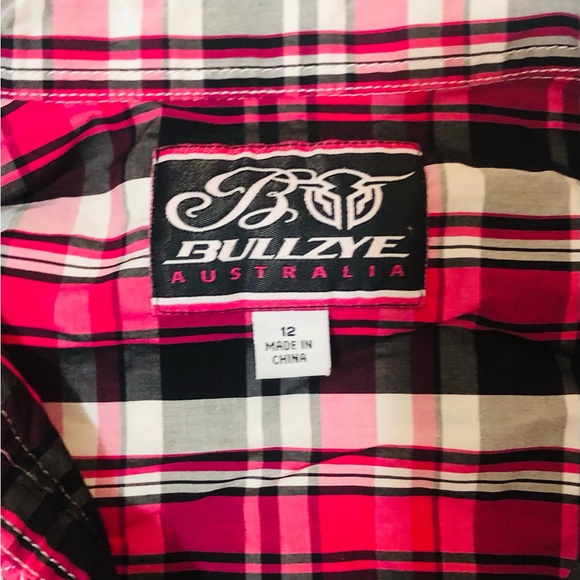 B
BULLZYE
AUSTRALIA
12
MADE IN
CHINA